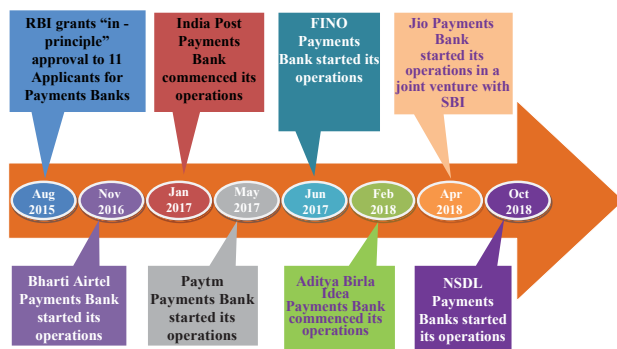 RBI grants “in -
principle”
approval to 11
Applicants for
Payments Banks
India Post
Payments
Bank
commenced its
operations
FINO
Payments
Bank started its
operations
Jio Payments
Bank
started its
operations in a
joint venture with
SBI
Aug
2015
Nov
2016
Jan
2017
May
2017
Jun
2017
Feb
2018
Apr
2018
Oct
2018
Bharti Airtel
Payments Bank
started its
operations
Paytm
Payments Bank
started its
operations
Aditya Birla
Idea
Payments Bank
commenced its
operations
NSDL
Payments
Banks started
its operations